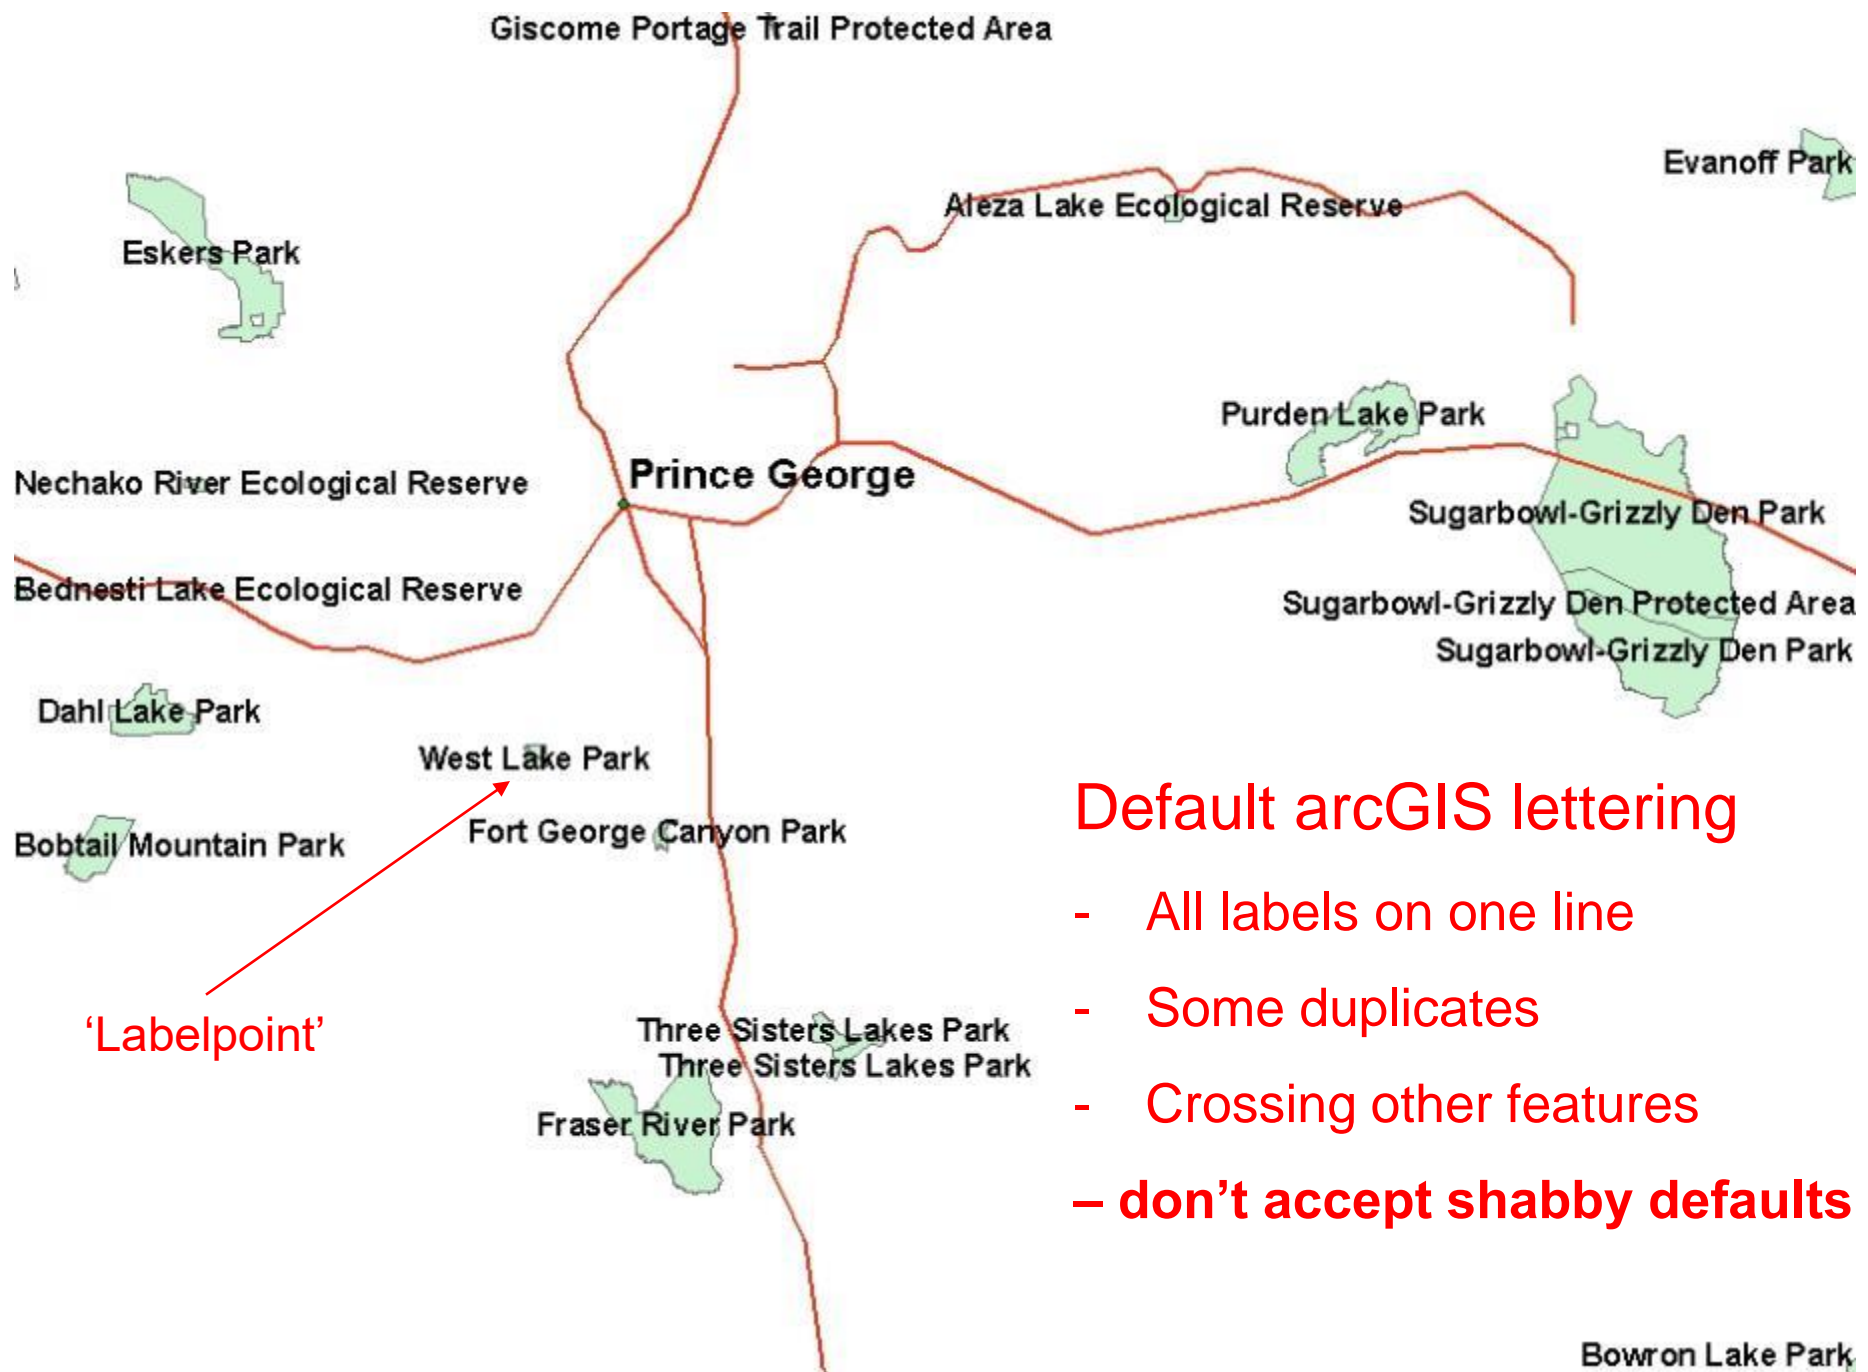 Giscome Portage Trail Protected Area
Evanoff Park
Aleza Lake Ecological Reserve
Eskers Park
Purden Lake Park
Prince George
Nechako River Ecological Reserve
Sugarbowl-Grizzly Den Park
Bednesti Lake Ecological Reserve
Sugarbowl-Grizzly Den Protected Area
Sugarbowl-Grizzly Den Park
Dahl Lake Park
West Lake Park
Fort George Canyon Park
Bobtail Mountain Park
Default arcGIS lettering
- All labels on one line
- Some duplicates
- Crossing other features
– don’t accept shabby defaults
‘Labelpoint’
Three Sisters Lakes Park
Three Sisters Lakes Park
Fraser River Park
Bowron Lake Park